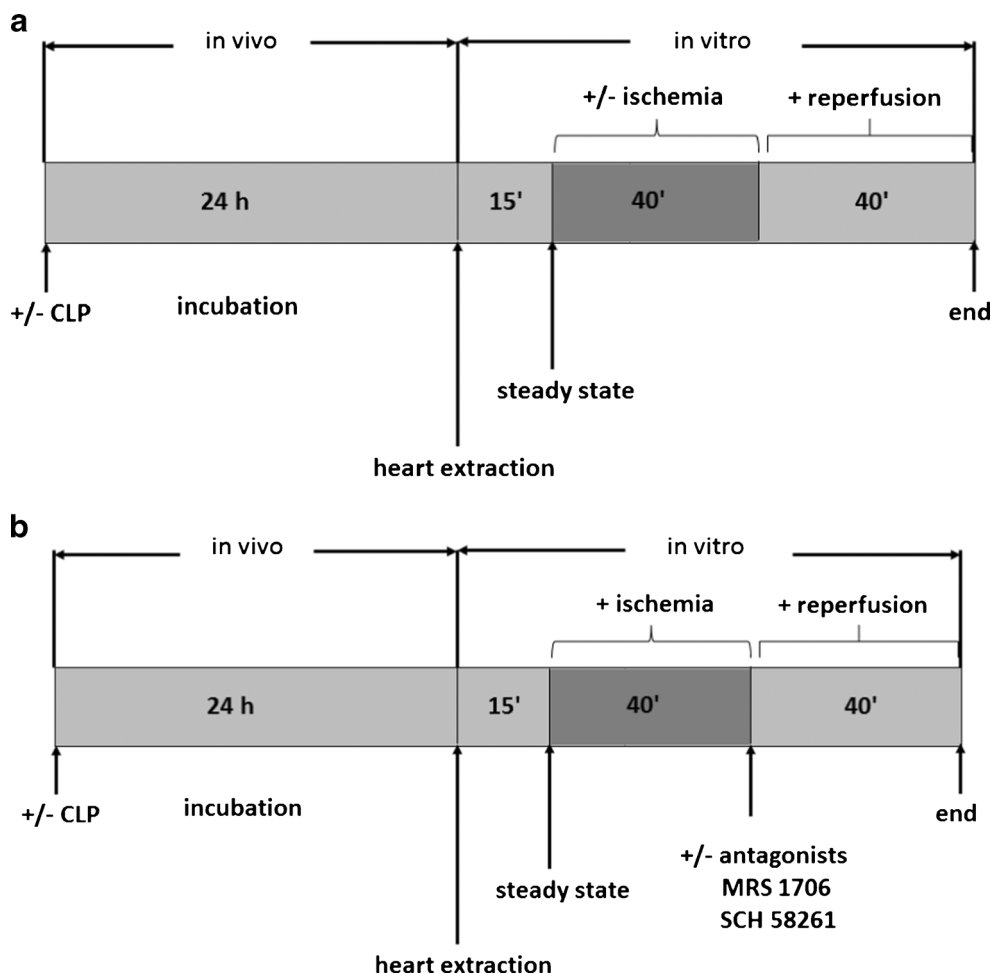 a
in vivo
in vitro
+/- ischemia
+ reperfusion
24 h
15'
40'
40'
+/- CLP
incubation
end
steady state
heart extraction
b
in vivo
in vitro
+ ischemia
+ reperfusion
24 h
15'
40'
40'
+/- CLP
incubation
end
+/- antagonists
MRS 1706
SCH 58261
steady state
heart extraction